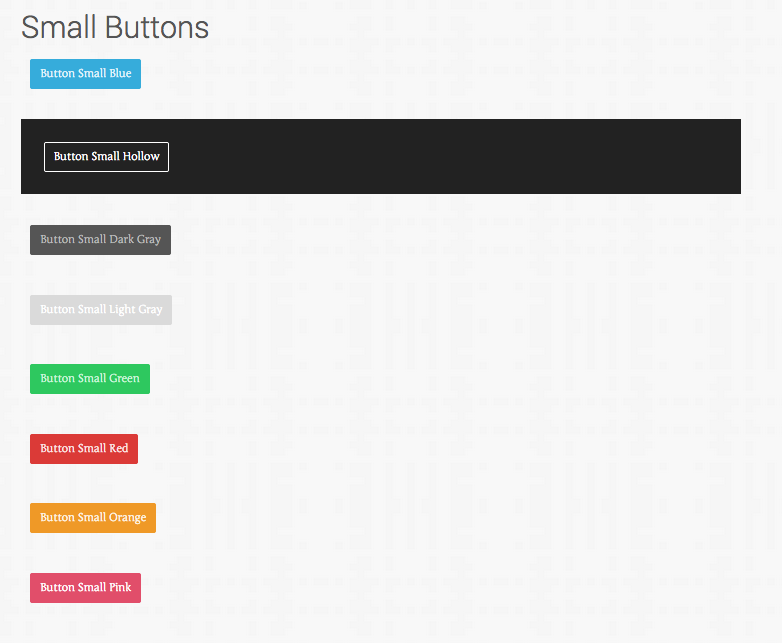 Small Buttons
Button Small Blue
Button Small Hollow
Button Small Dark Gray
Button Small Light Gray
Button Small Green
Button Small Red
Button Small Orange
Button Small Pink